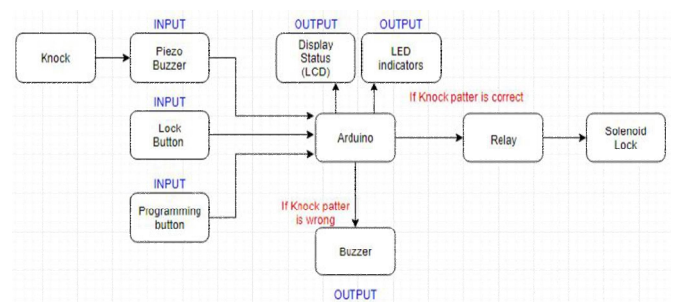 INPUT
OUTPUT
OUTPUT
Knock
Piezo
Buzzer
Display
Status
(LCD)
LED
indicators
INPUT
If Knock patter is correct
Lock
Button
Arduino
Relay
Solenoid
Lock
INPUT
Programming
button
If Knock patter
is wrong
Buzzer
OUTPUT